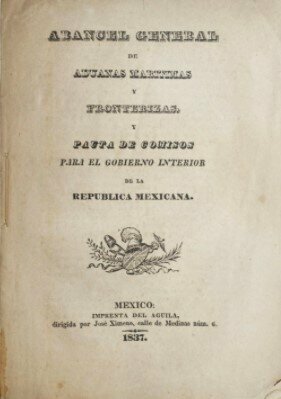 ARANCEL GENERAL
DE
ADUANAS MARITIMAS
Y
FRONTERIZAS,
Y
PAUTA DE COMISOS
PARA EL GOBIERNO INTERIOR
DE LA
REPUBLICA MEXICANA.
MEXICO:
IMPRENTA DEL AGUILA,
dirigida por José Ximeno, calle de Medinas núm. 6.
1837.